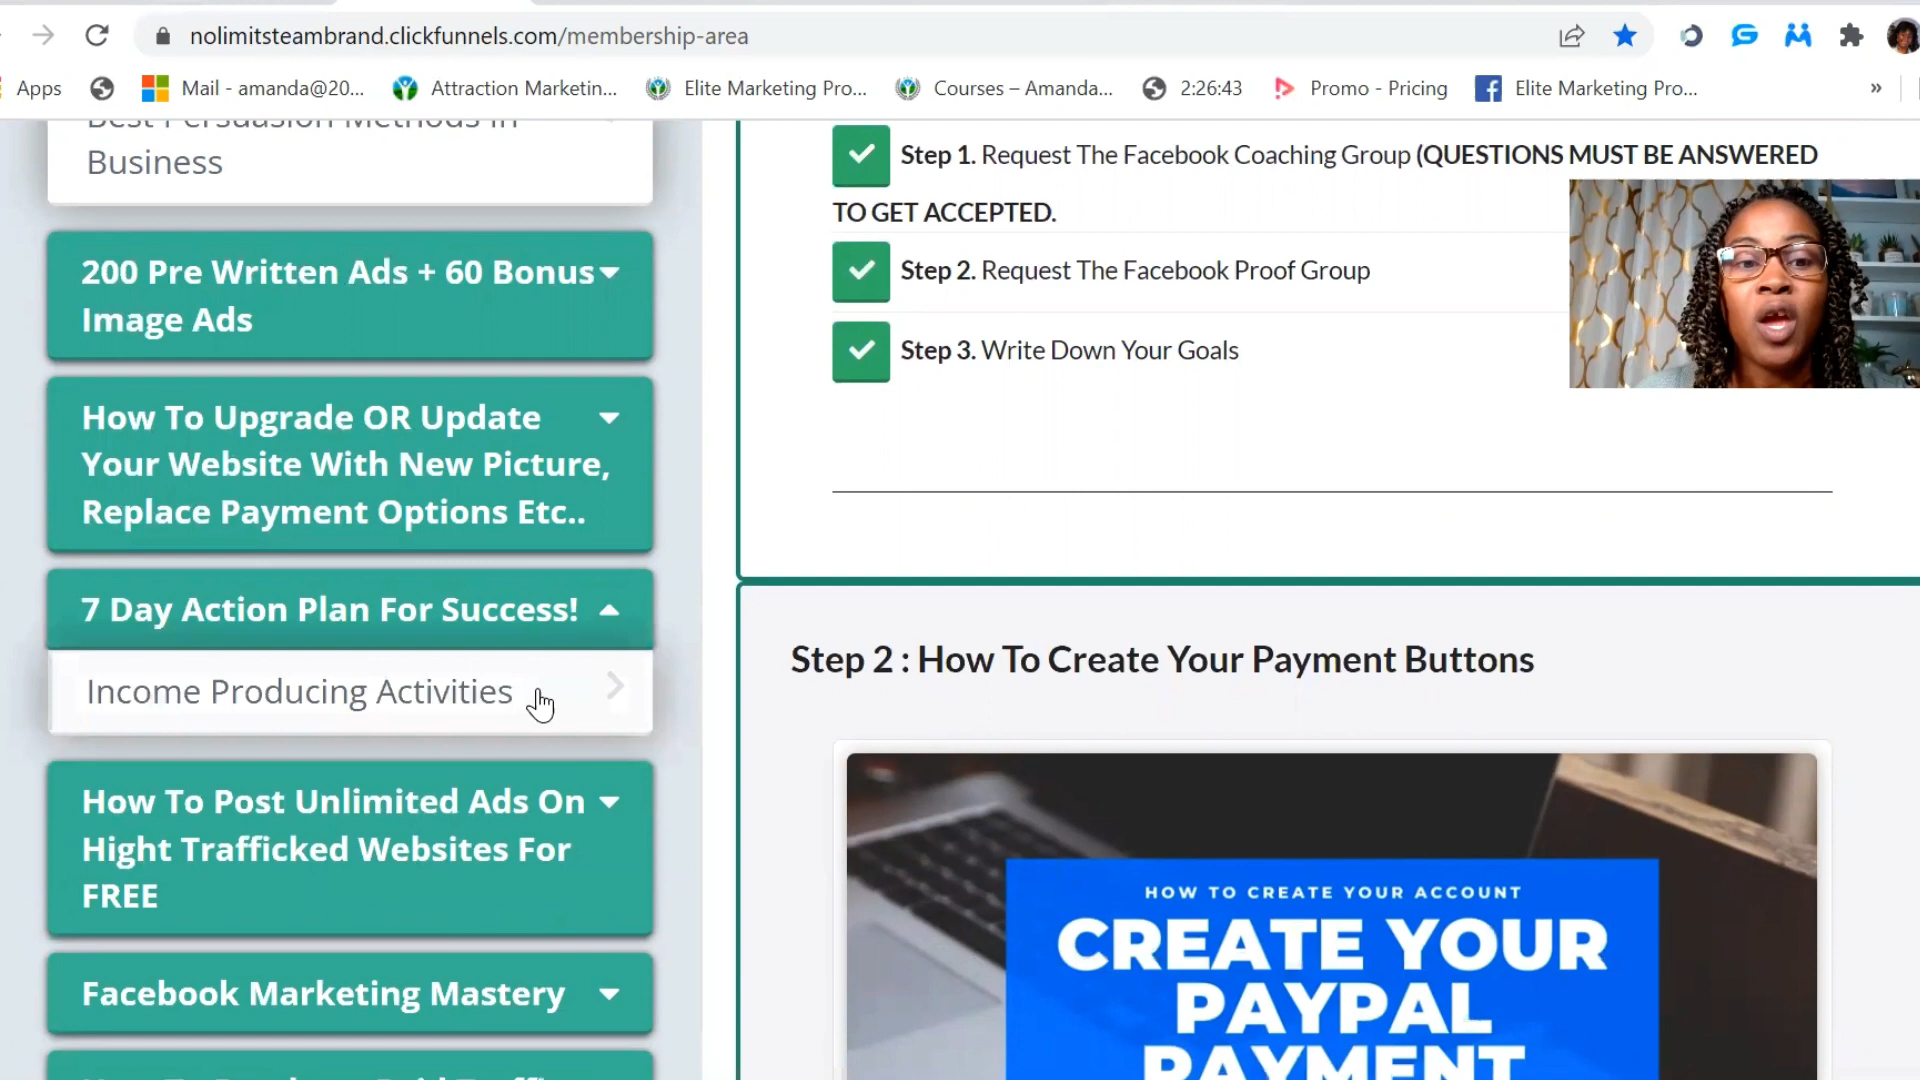 nolimitsteambrand.clickfunnels.com/membership-area
Apps
Mail - amanda@20...
Attraction Marketin...
Elite Marketing Pro...
Courses – Amanda...
2:26:43
Promo - Pricing
Elite Marketing Pro...
»
Best Persuasion Methods In
Business
200 Pre Written Ads + 60 Bonus
Image Ads
How To Upgrade OR Update
Your Website With New Picture,
Replace Payment Options Etc..
7 Day Action Plan For Success!
Income Producing Activities
How To Post Unlimited Ads On
Hight Trafficked Websites For
FREE
Facebook Marketing Mastery
Step 1. Request The Facebook Coaching Group (QUESTIONS MUST BE ANSWERED
TO GET ACCEPTED.
Step 2. Request The Facebook Proof Group
Step 3. Write Down Your Goals
Step 2 : How To Create Your Payment Buttons
HOW TO CREATE YOUR ACCOUNT
CREATE YOUR
PAYPAL
PAYMENT